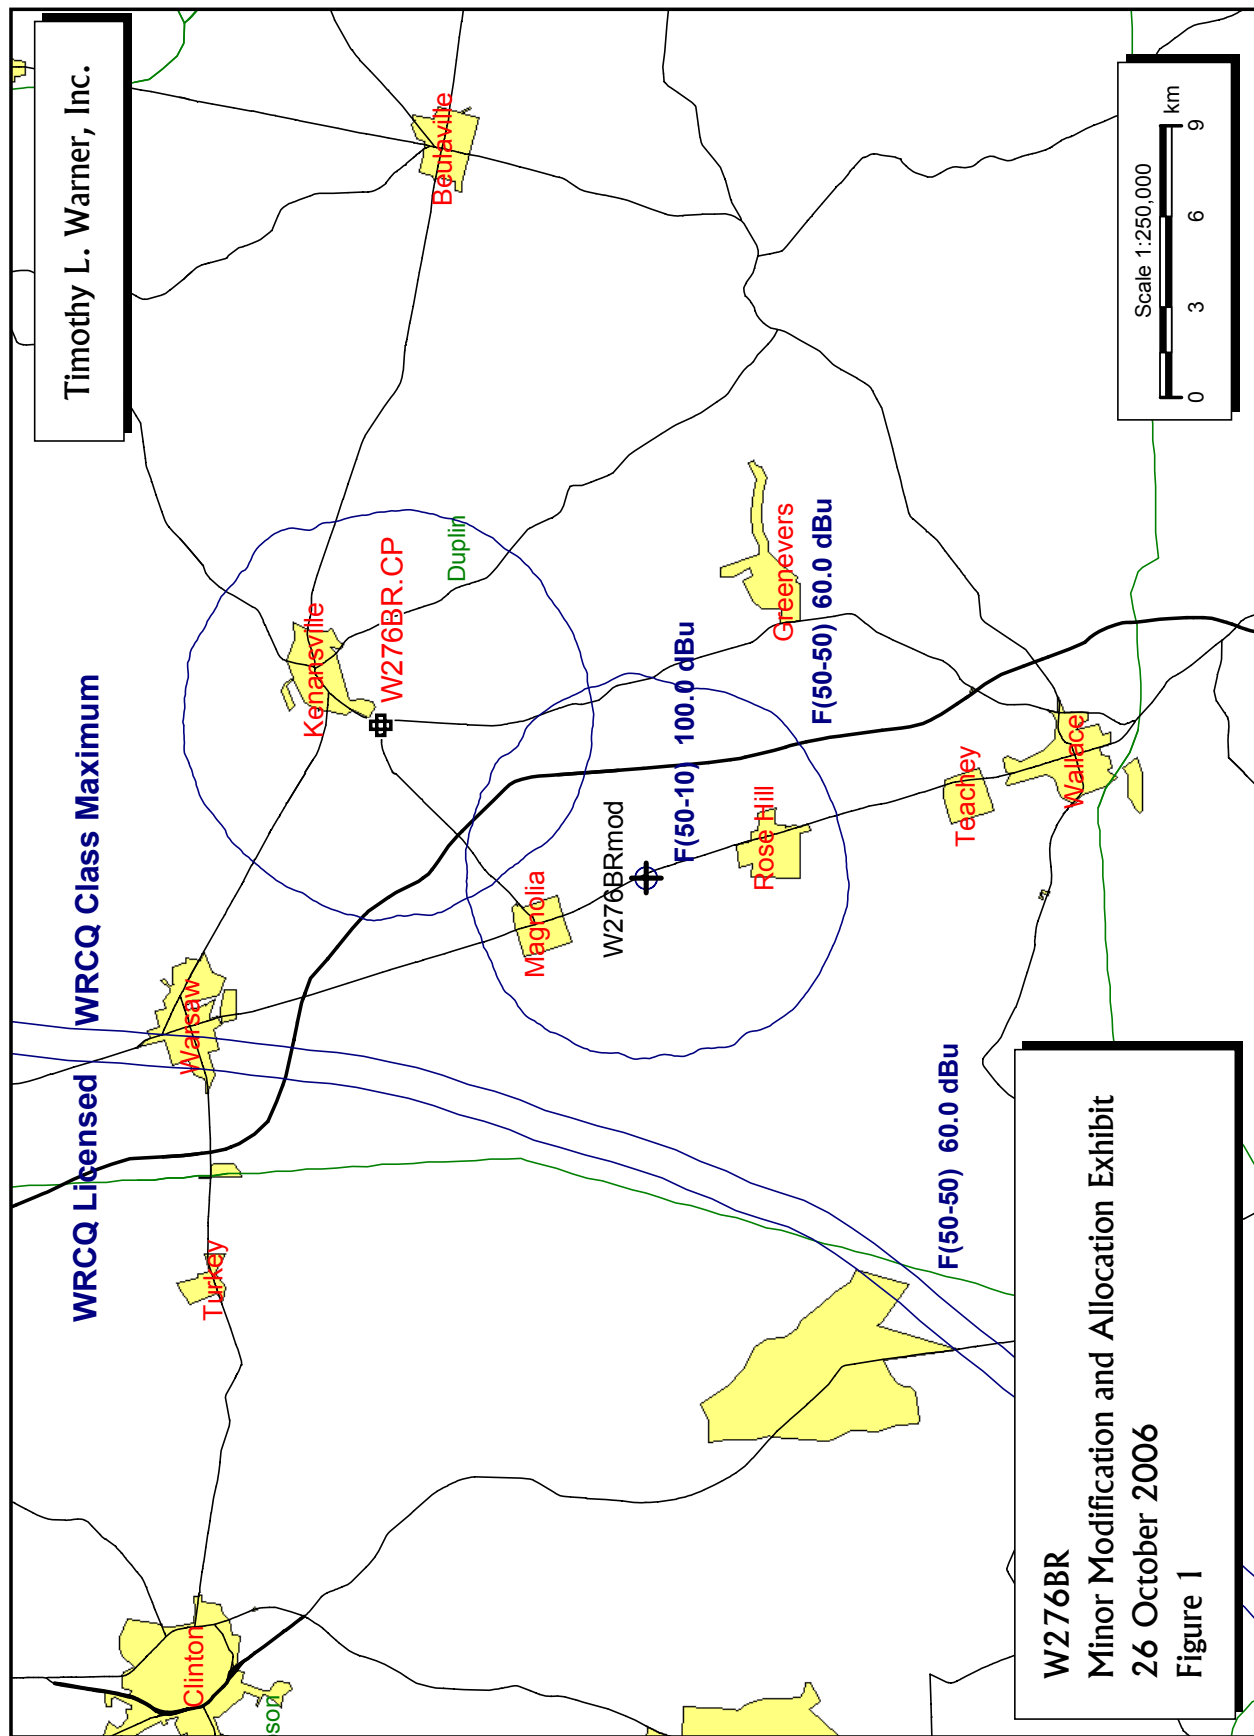 Timothy L. Warner, Inc.
WRCQ Licensed
WRCQ Class Maximum
Clinton
son
Turkey
Warsaw
Kenansville
W276BR.CP
Beulaville
Duplin
Magnolia
W276BRmod
F(50-10) 100.0 dBu
Rose Hill
Greenevers
F(50-50) 60.0 dBu
F(50-50) 60.0 dBu
Teachey
Wallace
Scale 1:250,000
0 3 6 9
km
W276BR
Minor Modification and Allocation Exhibit
26 October 2006
Figure 1